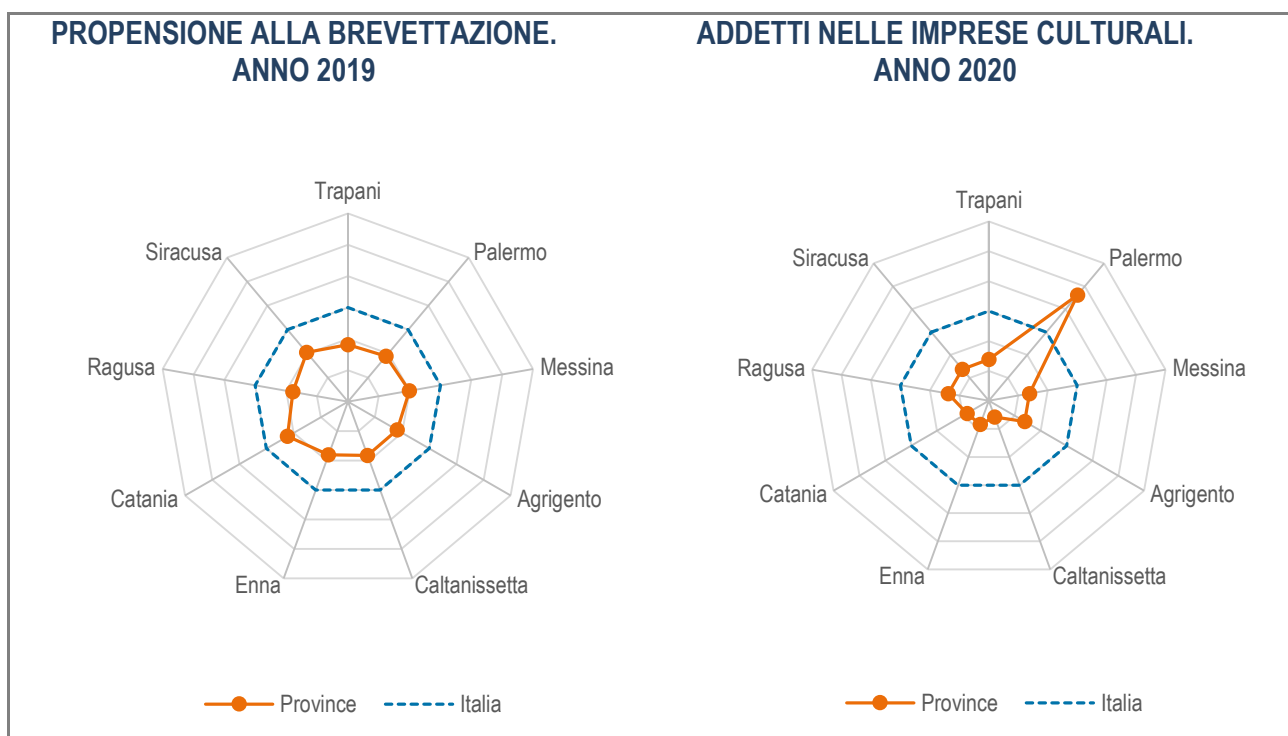 PROPENSIONE ALLA BREVETTAZIONE.
ANNO 2019
Trapani
Siracusa
Palermo
Ragusa
Messina
Catania
Agrigento
Enna
Caltanissetta
Province
Italia
ADDETTI NELLE IMPRESE CULTURALI.
ANNO 2020
Trapani
Siracusa
Palermo
Ragusa
Messina
Catania
Agrigento
Enna
Caltanissetta
Province
Italia